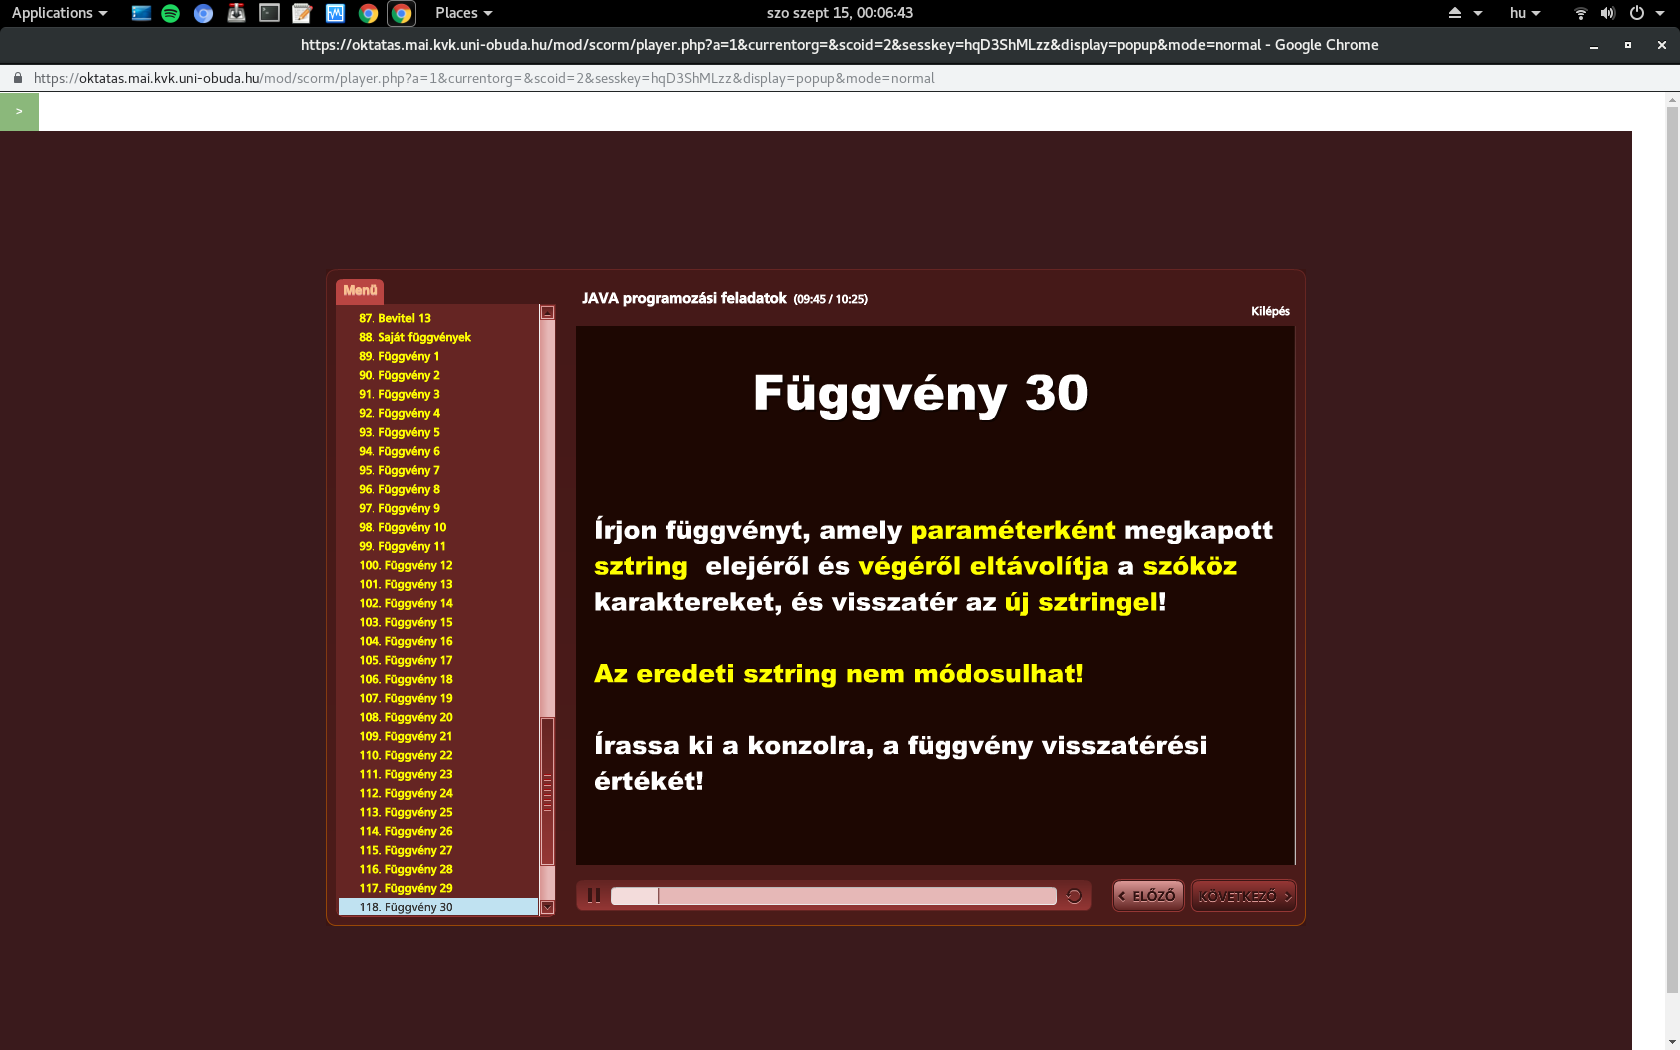 Applications
Places
szo szept 15, 00:06:43
hu
https://oktatas.mai.kvk.uni-obuda.hu/mod/scorm/player.php?a=1&currentorg=&scoid=2&sesskey=hqD3ShMLzz&display=popup&mode=normal - Google Chrome
https://oktatas.mai.kvk.uni-obuda.hu/mod/scorm/player.php?a=1&currentorg=&scoid=2&sesskey=hqD3ShMLzz&display=popup&mode=normal
>
Menü
87. Bevitel 13
88. Saját függvények
89. Függvény 1
90. Függvény 2
91. Függvény 3
92. Függvény 4
93. Függvény 5
94. Függvény 6
95. Függvény 7
96. Függvény 8
97. Függvény 9
98. Függvény 10
99. Függvény 11
100. Függvény 12
101. Függvény 13
102. Függvény 14
103. Függvény 15
104. Függvény 16
105. Függvény 17
106. Függvény 18
107. Függvény 19
108. Függvény 20
109. Függvény 21
110. Függvény 22
111. Függvény 23
112. Függvény 24
113. Függvény 25
114. Függvény 26
115. Függvény 27
116. Függvény 28
117. Függvény 29
118. Függvény 30
JAVA programozási feladatok (09:45 / 10:25)
Kilépés
Függvény 30
Írjon függvényt, amely paraméterként megkapott
sztring elejéről és végéről eltávolítja a szóköz
karaktereket, és visszatér az új sztringel!
Az eredeti sztring nem módosulhat!
Írassa ki a konzolra, a függvény visszatérési
értékét!
< ELŐZŐ
KÖVETKEZŐ >